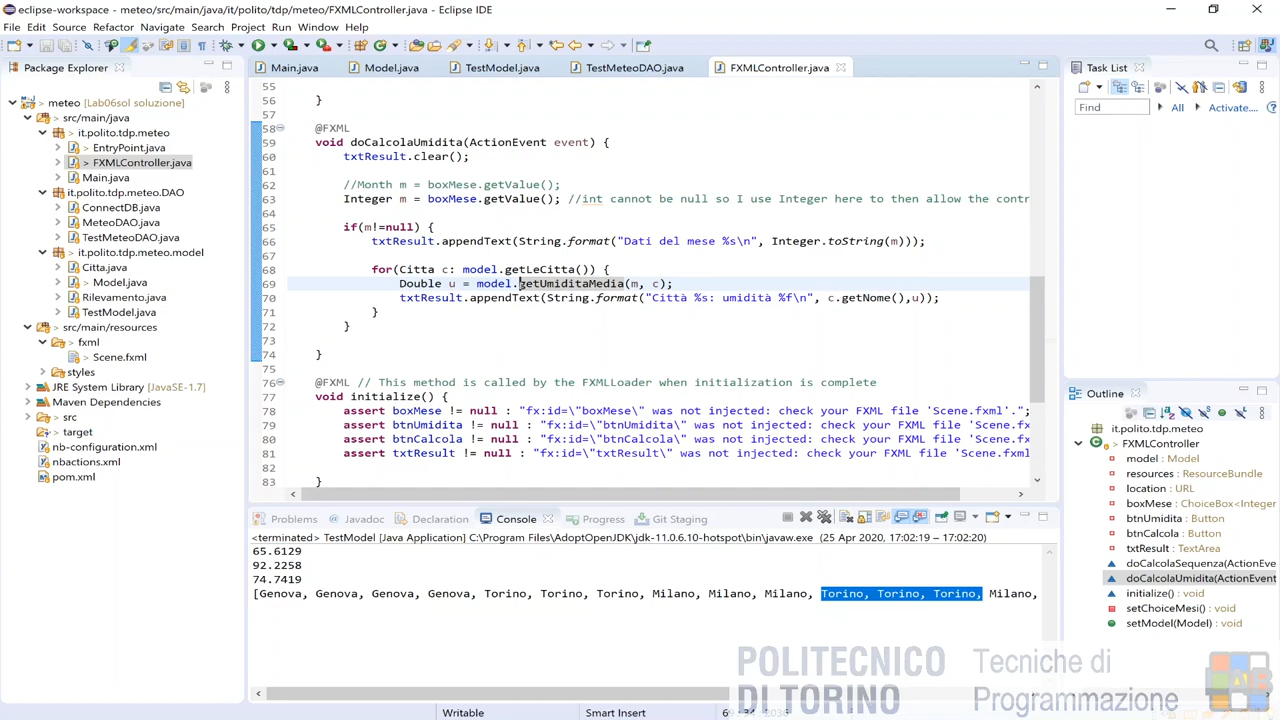 eclipse-workspace - meteo/src/main/java/it/polito/tdp/meteo/FXMLController.java - Eclipse IDE
File Edit Source Refactor Navigate Search Project Run Window Help
Package Explorer
meteo [Lab06sol soluzione]
src/main/java
it.polito.tdp.meteo
EntryPoint.java
> FXMLController.java
Main.java
it.polito.tdp.meteo.DAO
ConnectDB.java
MeteoDAO.java
TestMeteoDAO.java
> it.polito.tdp.meteo.model
Citta.java
> Model.java
Rilevamento.java
> TestModel.java
src/main/resources
fxml
Scene.fxml
styles
JRE System Library [JavaSE-1.7]
Maven Dependencies
src
target
nb-configuration.xml
nbactions.xml
pom.xml
Main.java Model.java TestModel.java TestMeteoDAO.java FXMLController.java
55
56 }
57
58 @FXML
59 void doCalcolaUmidita(ActionEvent event) {
60 txtResult.clear();
61
62 //Month m = boxMese.getValue();
63 Integer m = boxMese.getValue(); //int cannot be null so I use Integer here to then allow the contr
64
65 if(m!=null) {
66 txtResult.appendText(String.format("Dati del mese %s\n", Integer.toString(m)));
67
68 for(Citta c: model.getLeCitta()) {
69 Double u = model.getUmiditaMedia(m, c);
70 txtResult.appendText(String.format("Città %s: umidità %f\n", c.getNome(),u));
71 }
72 }
73
74 }
75
76 @FXML // This method is called by the FXMLLoader when initialization is complete
77 void initialize() {
78 assert boxMese != null : "fx:id=\"boxMese\" was not injected: check your FXML file 'Scene.fxml'.";
79 assert btnUmidita != null : "fx:id=\"btnUmidita\" was not injected: check your FXML file 'Scene.fx
80 assert btnCalcola != null : "fx:id=\"btnCalcola\" was not injected: check your FXML file 'Scene.fx
81 assert txtResult != null : "fx:id=\"txtResult\" was not injected: check your FXML file 'Scene.fxml
82
83 }
Problems Javadoc Declaration Console Progress Git Staging
<terminated> TestModel [Java Application] C:\Program Files\AdoptOpenJDK\jdk-11.0.6.10-hotspot\bin\javaw.exe (25 Apr 2020, 17:02:19 – 17:02:20)
65.6129
92.2258
74.7419
[Genova, Genova, Genova, Genova, Torino, Torino, Torino, Milano, Milano, Milano, Torino, Torino, Torino, Milano,
Task List
Find All Activate...
Outline
it.polito.tdp.meteo
FXMLController
model : Model
resources : ResourceBundle
location : URL
boxMese : ChoiceBox<Integer
btnUmidita : Button
btnCalcola : Button
txtResult : TextArea
doCalcolaSequenza(ActionEve
doCalcolaUmidita(ActionEvent
initialize() : void
setChoiceMesi() : void
setModel(Model) : void
POLITECNICO
DI TORINO
Tecniche di
Programmazione
Writable Smart Insert